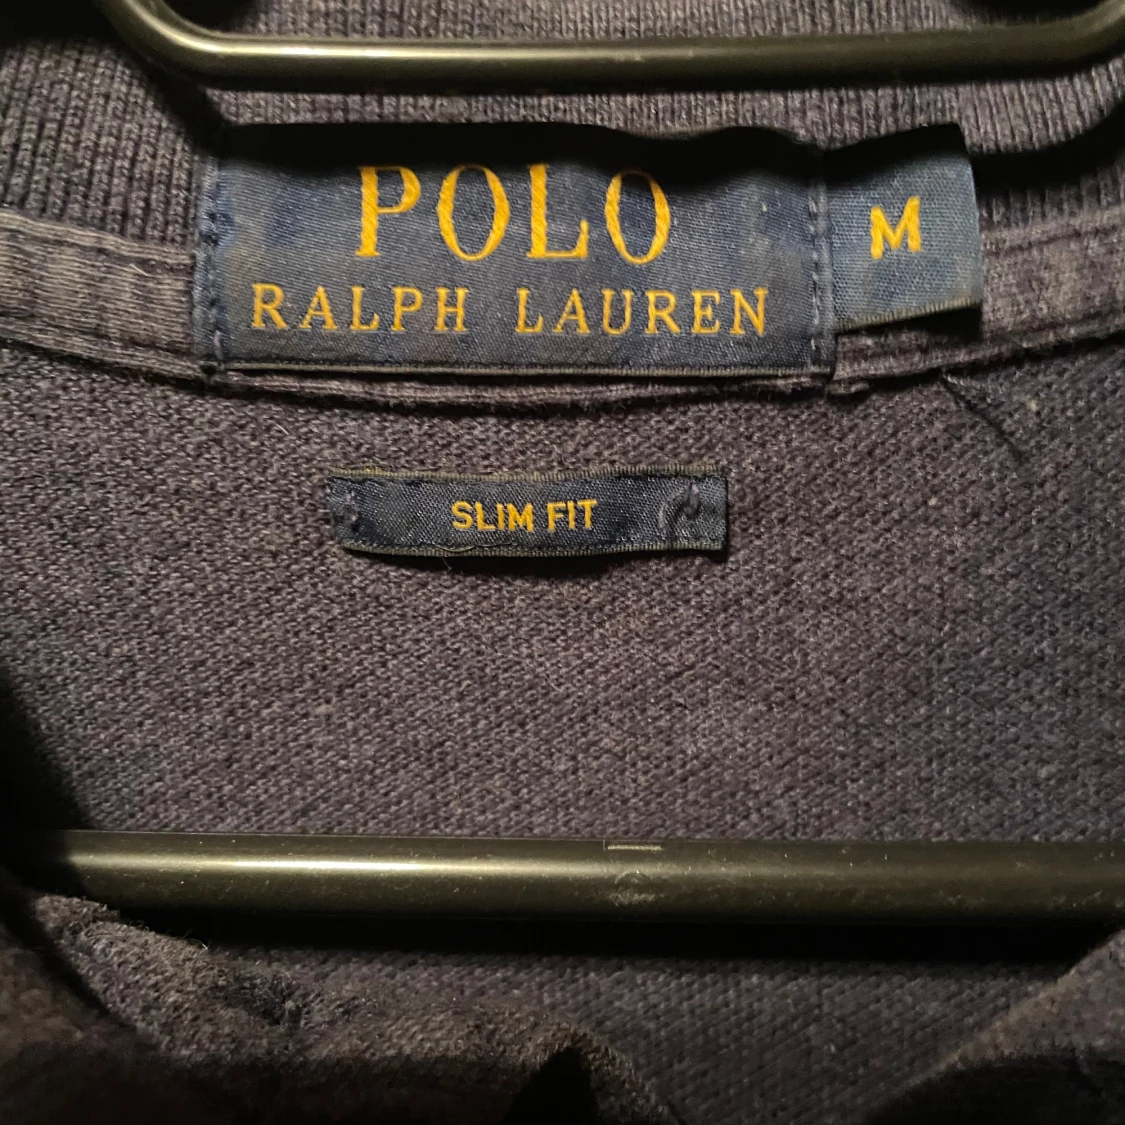 POLO
RALPH LAUREN
M
SLIM FIT